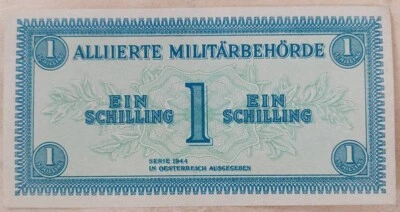 1 ALLIIERTE MILITÄRBEHÖRDE 1
EIN 1 EIN
SCHILLING SCHILLING
SERIE 1944
1 IN OESTERREICH AUSGEGEBEN 1